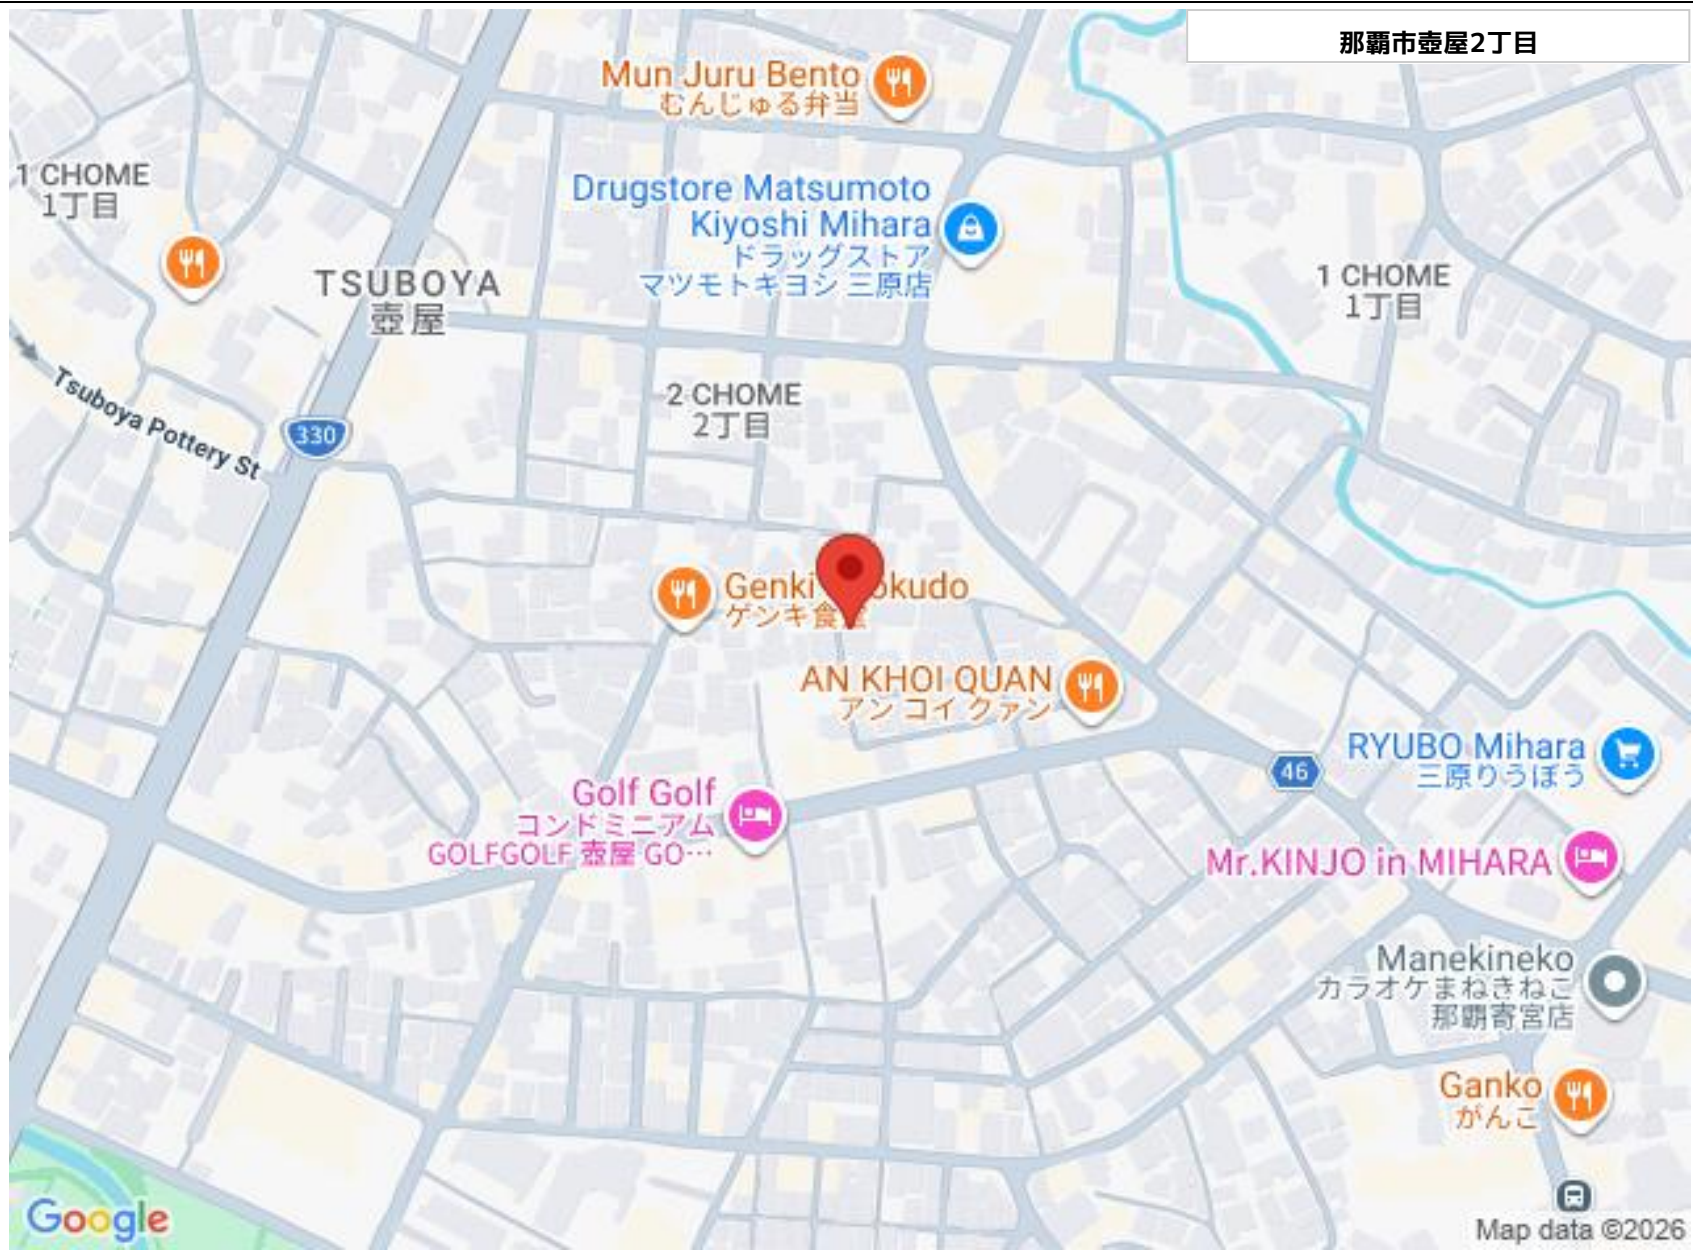 那覇市壺屋2丁目
Mun Juru Bento
むんじゅる弁当
1 CHOME
1丁目
Drugstore Matsumoto
Kiyoshi Mihara
ドラッグストア
マツモトキヨシ 三原店
TSUBOYA
壺屋
1 CHOME
1丁目
Tsuboya Pottery St
330
2 CHOME
2丁目
Genki
ゲンキ食堂
AN KHOI QUAN
アン コイ クァン
RYUBO Mihara
三原りうぼう
46
Golf Golf
コンドミニアム
GOLFGOLF 壺屋 GO…
Mr.KINJO in MIHARA
Manekineko
カラオケまねきねこ
那覇寄宮店
Ganko
がんこ
Google
Map data ©2026